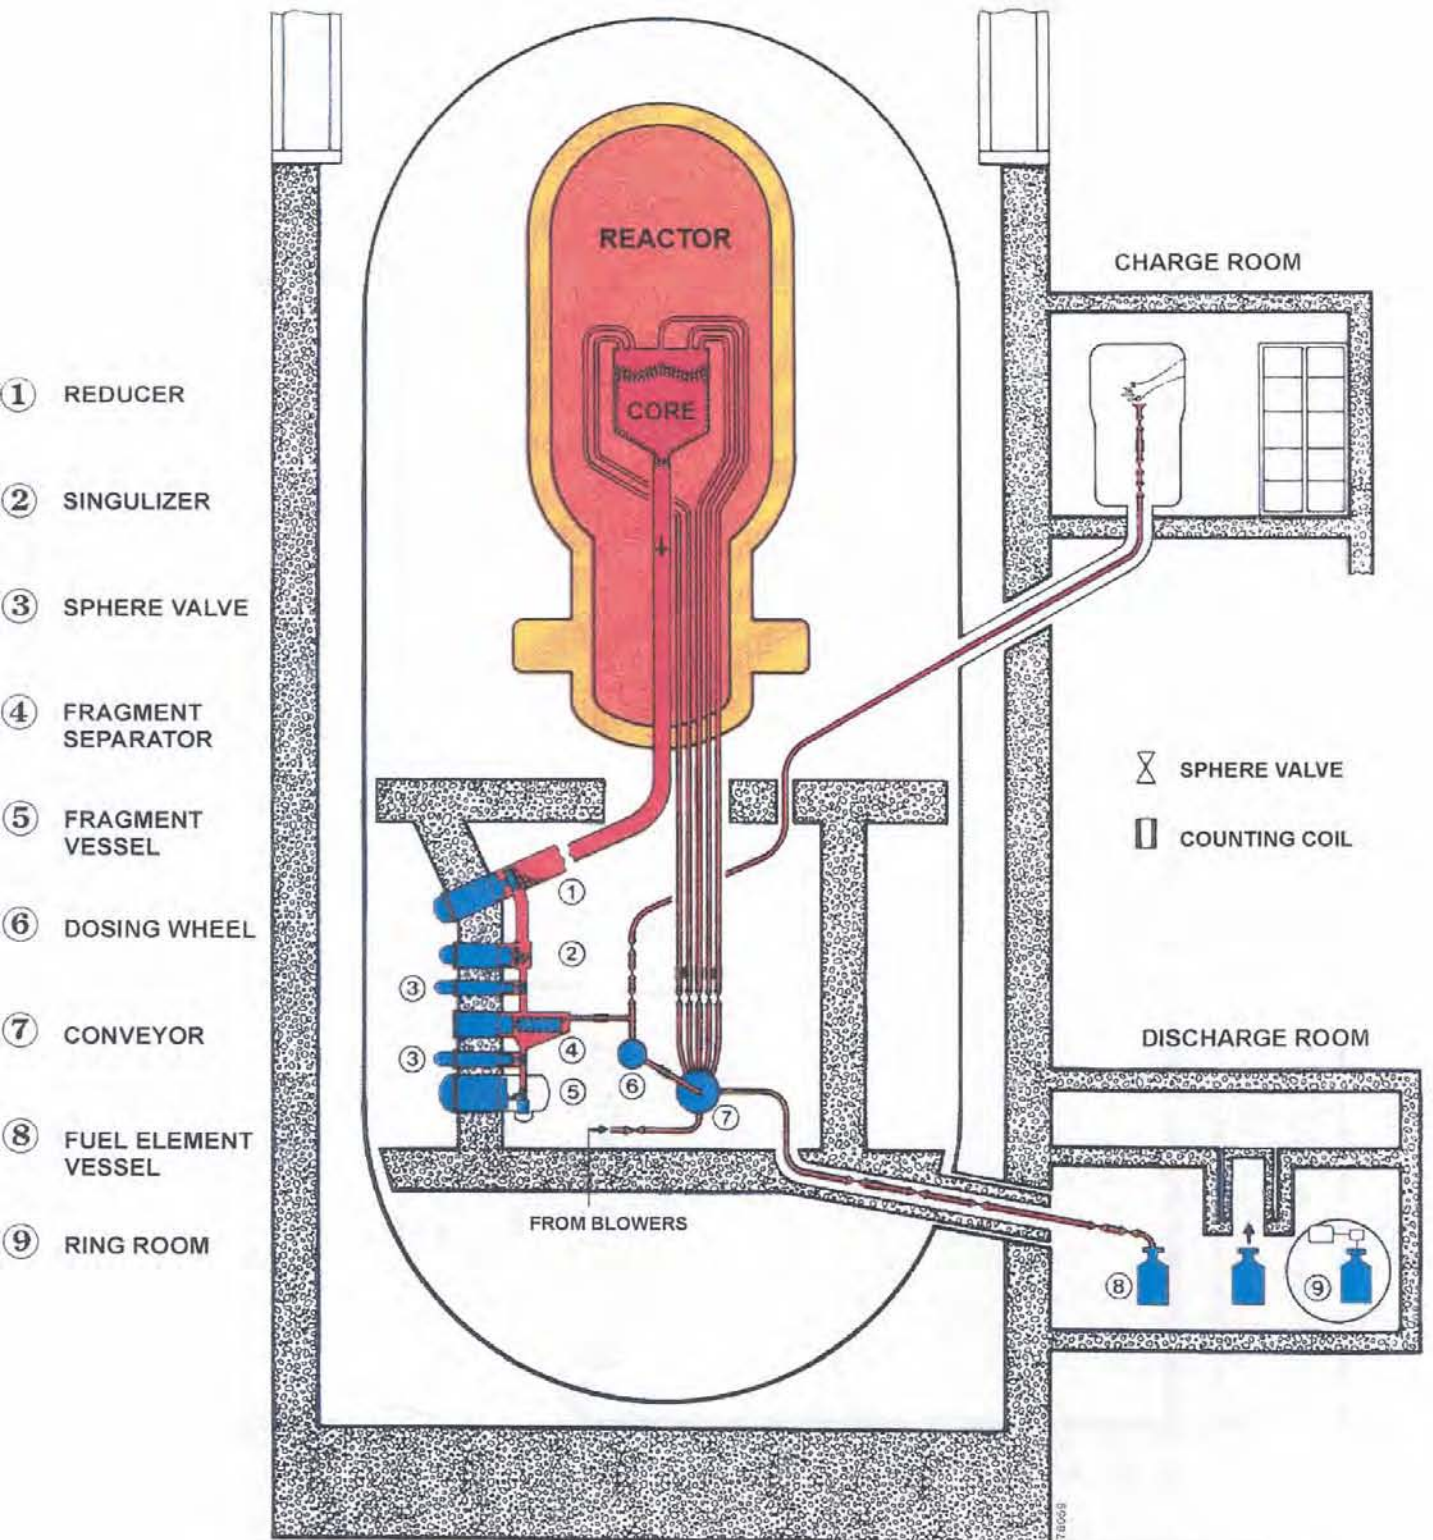 REACTOR
CORE
CHARGE ROOM
1 REDUCER
2 SINGULIZER
3 SPHERE VALVE
4 FRAGMENT
SEPARATOR
5 FRAGMENT
VESSEL
6 DOSING WHEEL
7 CONVEYOR
8 FUEL ELEMENT
VESSEL
9 RING ROOM
SPHERE VALVE
COUNTING COIL
1
2
3
4
3
5
6
7
FROM BLOWERS
DISCHARGE ROOM
8
9
78059